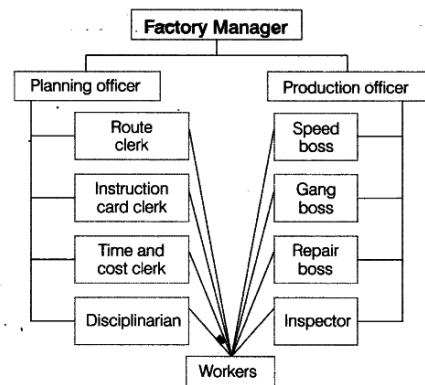 Factory Manager
Planning officer
Production officer
Route
clerk
Speed
boss
Instruction
card clerk
Gang
boss
Time and
cost clerk
Repair
boss
Disciplinarian
Inspector
Workers